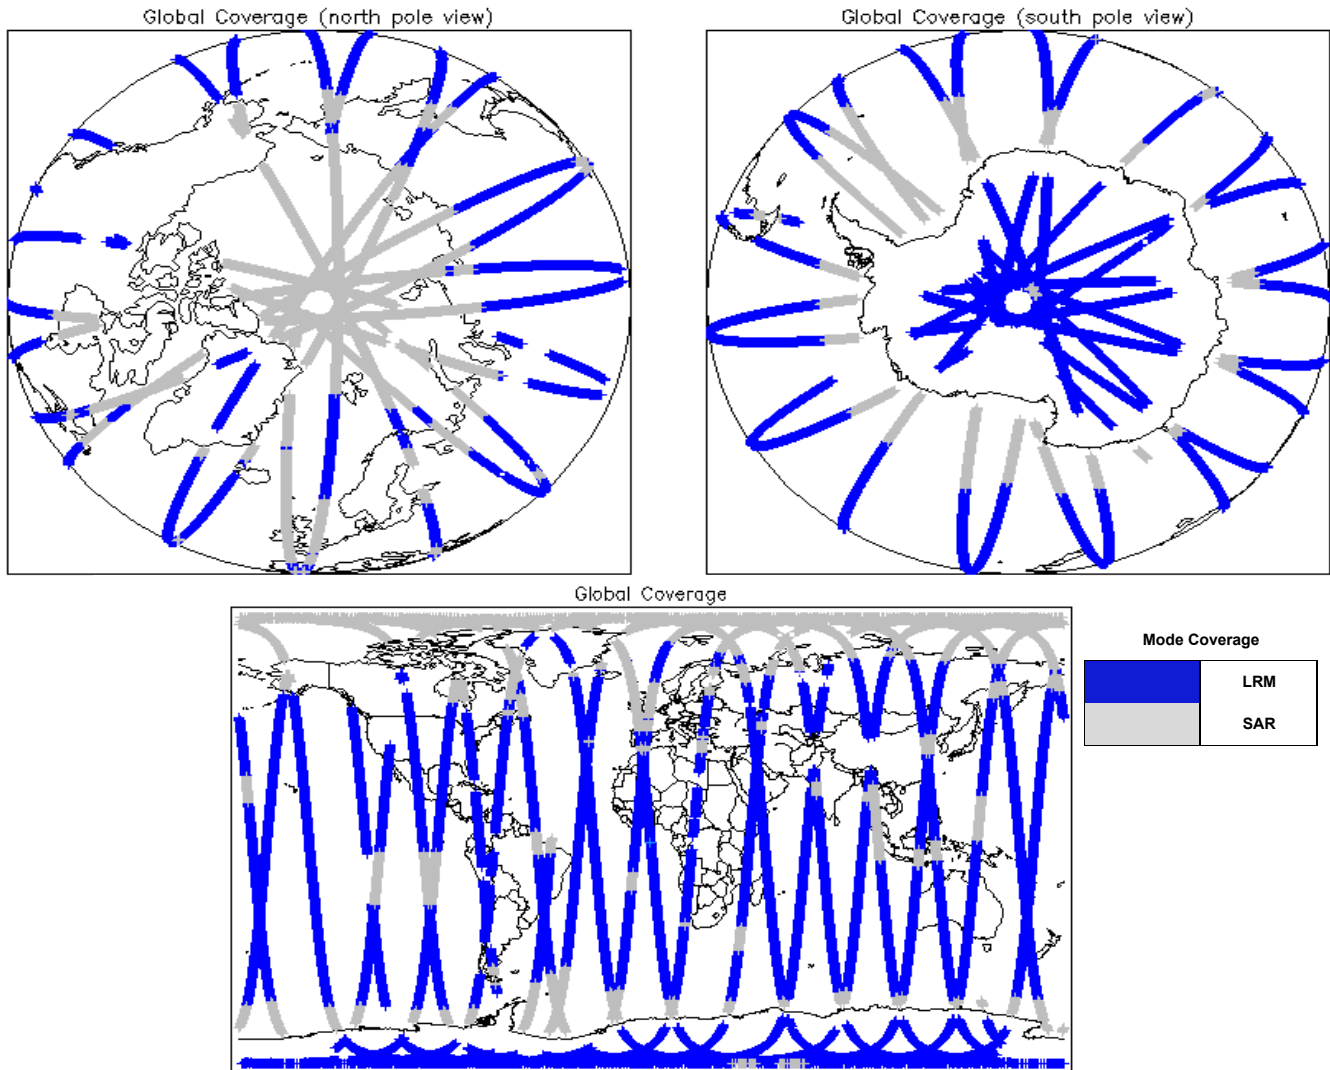 Global Coverage (north pole view)
Global Coverage (south pole view)
Global Coverage
Mode Coverage
LRM
SAR